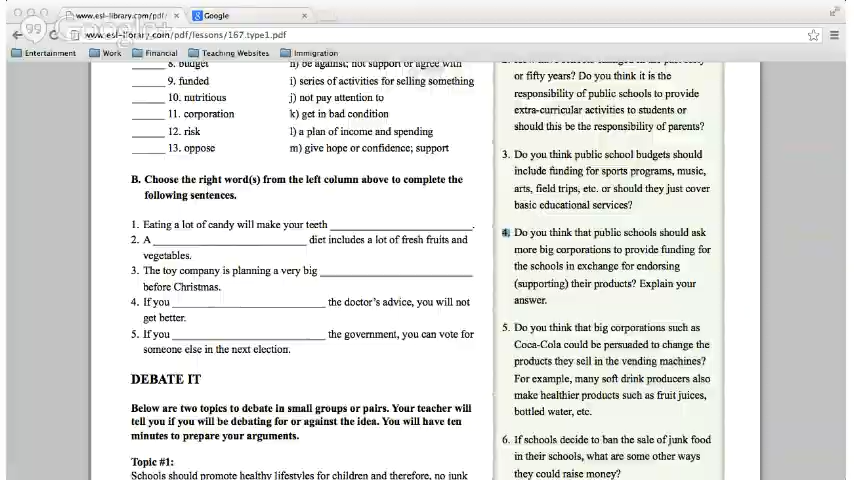 www.esl-library.com/pdf/
Google
www.esl-library.com/pdf/lessons/167.type1.pdf
Entertainment
Work
Financial
Teaching Websites
Immigration
8. budget h) be against; not support or agree with
9. funded i) series of activities for selling something
10. nutritious j) not pay attention to
11. corporation k) get in bad condition
12. risk l) a plan of income and spending
13. oppose m) give hope or confidence; support
B. Choose the right word(s) from the left column above to complete the
following sentences.
1. Eating a lot of candy will make your teeth
2. A diet includes a lot of fresh fruits and
vegetables.
3. The toy company is planning a very big
before Christmas.
4. If you the doctor's advice, you will not
get better.
5. If you the government, you can vote for
someone else in the next election.
DEBATE IT
Below are two topics to debate in small groups or pairs. Your teacher will
tell you if you will be debating for or against the idea. You will have ten
minutes to prepare your arguments.
Topic #1:
Schools should promote healthy lifestyles for children and therefore, no junk
or fifty years? Do you think it is the
responsibility of public schools to provide
extra-curricular activities to students or
should this be the responsibility of parents?
3. Do you think public school budgets should
include funding for sports programs, music,
arts, field trips, etc. or should they just cover
basic educational services?
4. Do you think that public schools should ask
more big corporations to provide funding for
the schools in exchange for endorsing
(supporting) their products? Explain your
answer.
5. Do you think that big corporations such as
Coca-Cola could be persuaded to change the
products they sell in the vending machines?
For example, many soft drink producers also
make healthier products such as fruit juices,
bottled water, etc.
6. If schools decide to ban the sale of junk food
in their schools, what are some other ways
they could raise money?